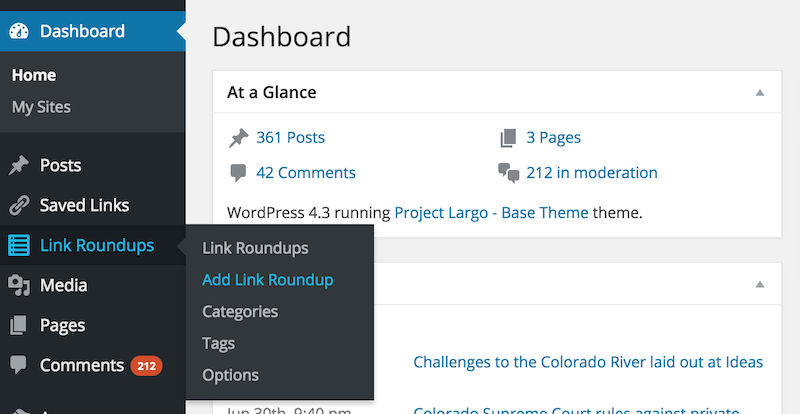 Dashboard
Home
My Sites
Posts
Saved Links
Link Roundups
Media
Pages
Comments 212
Link Roundups
Add Link Roundup
Categories
Tags
Options
Dashboard
At a Glance
361 Posts
3 Pages
42 Comments
212 in moderation
WordPress 4.3 running Project Largo - Base Theme theme.
Challenges to the Colorado River laid out at Ideas
Jun 30th, 9:40 pm
Colorado Supreme Court rules against private